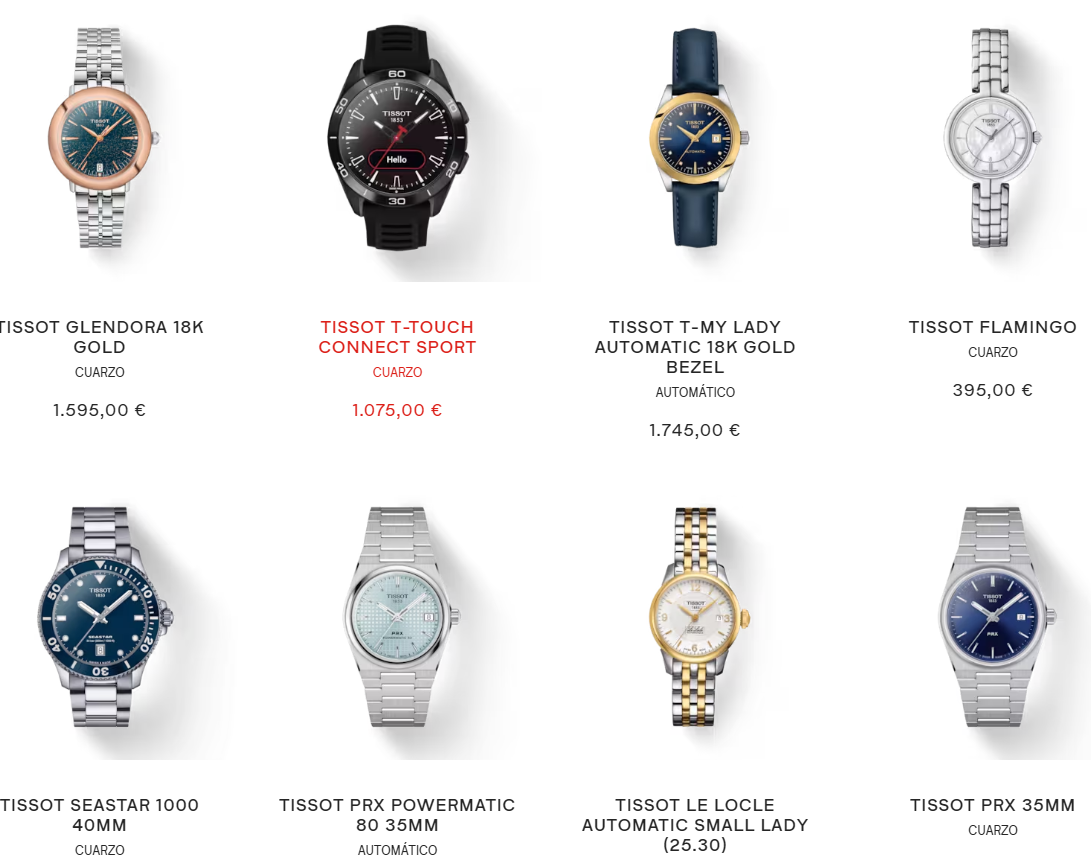 60
50
10
TISSOT
1853
Hello
40
20
30
TISSOT
1853
TISSOT
1853
AUTOMATIC
TISSOT
1853
TISSOT GLENDORA 18K
GOLD
CUARZO
1.595,00 €
TISSOT T-TOUCH
CONNECT SPORT
CUARZO
1.075,00 €
TISSOT T-MY LADY
AUTOMATIC 18K GOLD
BEZEL
AUTOMÁTICO
1.745,00 €
TISSOT FLAMINGO
CUARZO
395,00 €
50
10
TISSOT
1853
SEASTAR
40
20
30
TISSOT
1853
PRX
TISSOT
1853
TISSOT
1853
PRX
TISSOT SEASTAR 1000
40MM
CUARZO
TISSOT PRX POWERMATIC
80 35MM
AUTOMÁTICO
TISSOT LE LOCLE
AUTOMATIC SMALL LADY
(25.30)
TISSOT PRX 35MM
CUARZO